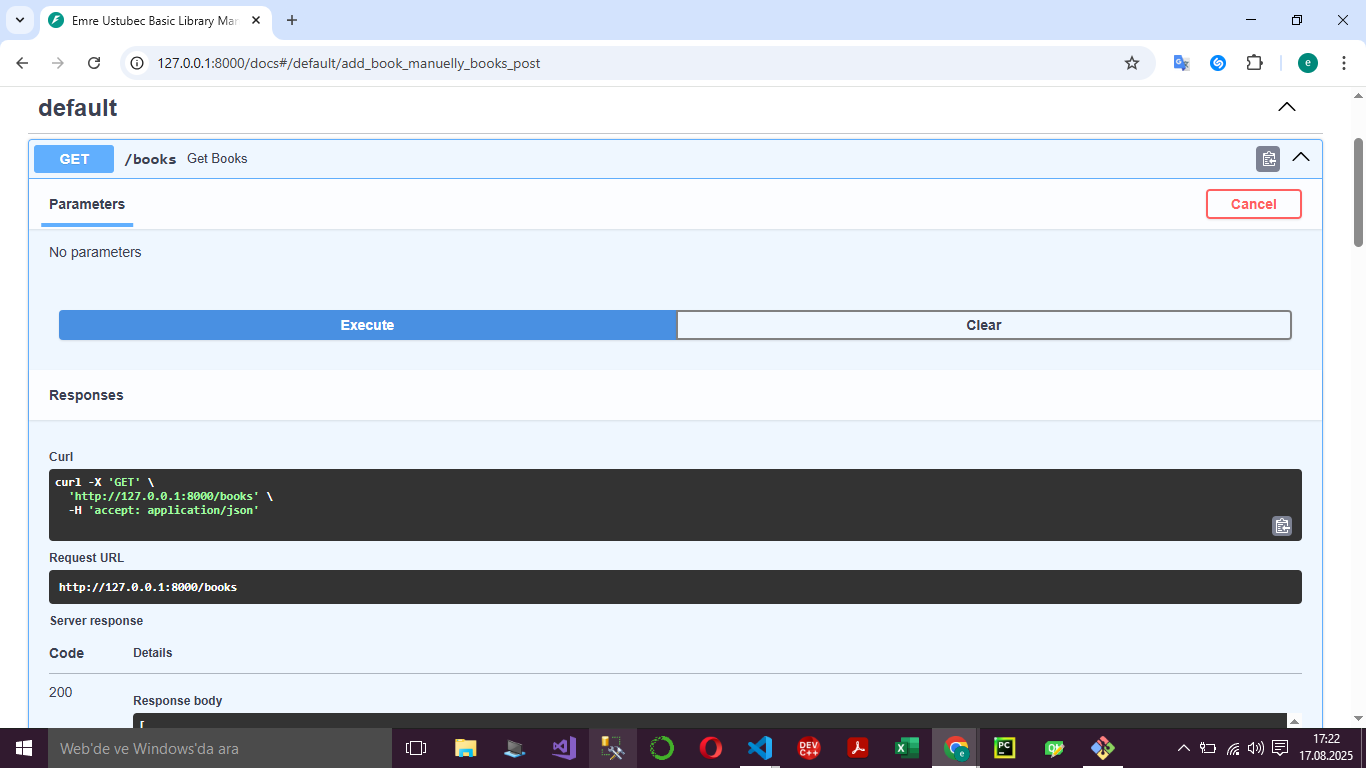 Emre Ustubec Basic Library Mar
127.0.0.1:8000/docs#/default/add_book_manuelly_books_post
e
default
GET /books Get Books
Parameters
Cancel
No parameters
Execute
Clear
Responses
Curl
curl -X 'GET' \
'http://127.0.0.1:8000/books' \
-H 'accept: application/json'
Request URL
http://127.0.0.1:8000/books
Server response
Code Details
200
Response body
[
Web'de ve Windows'da ara
DEV C++
PC
e
17:22
17.08.2025